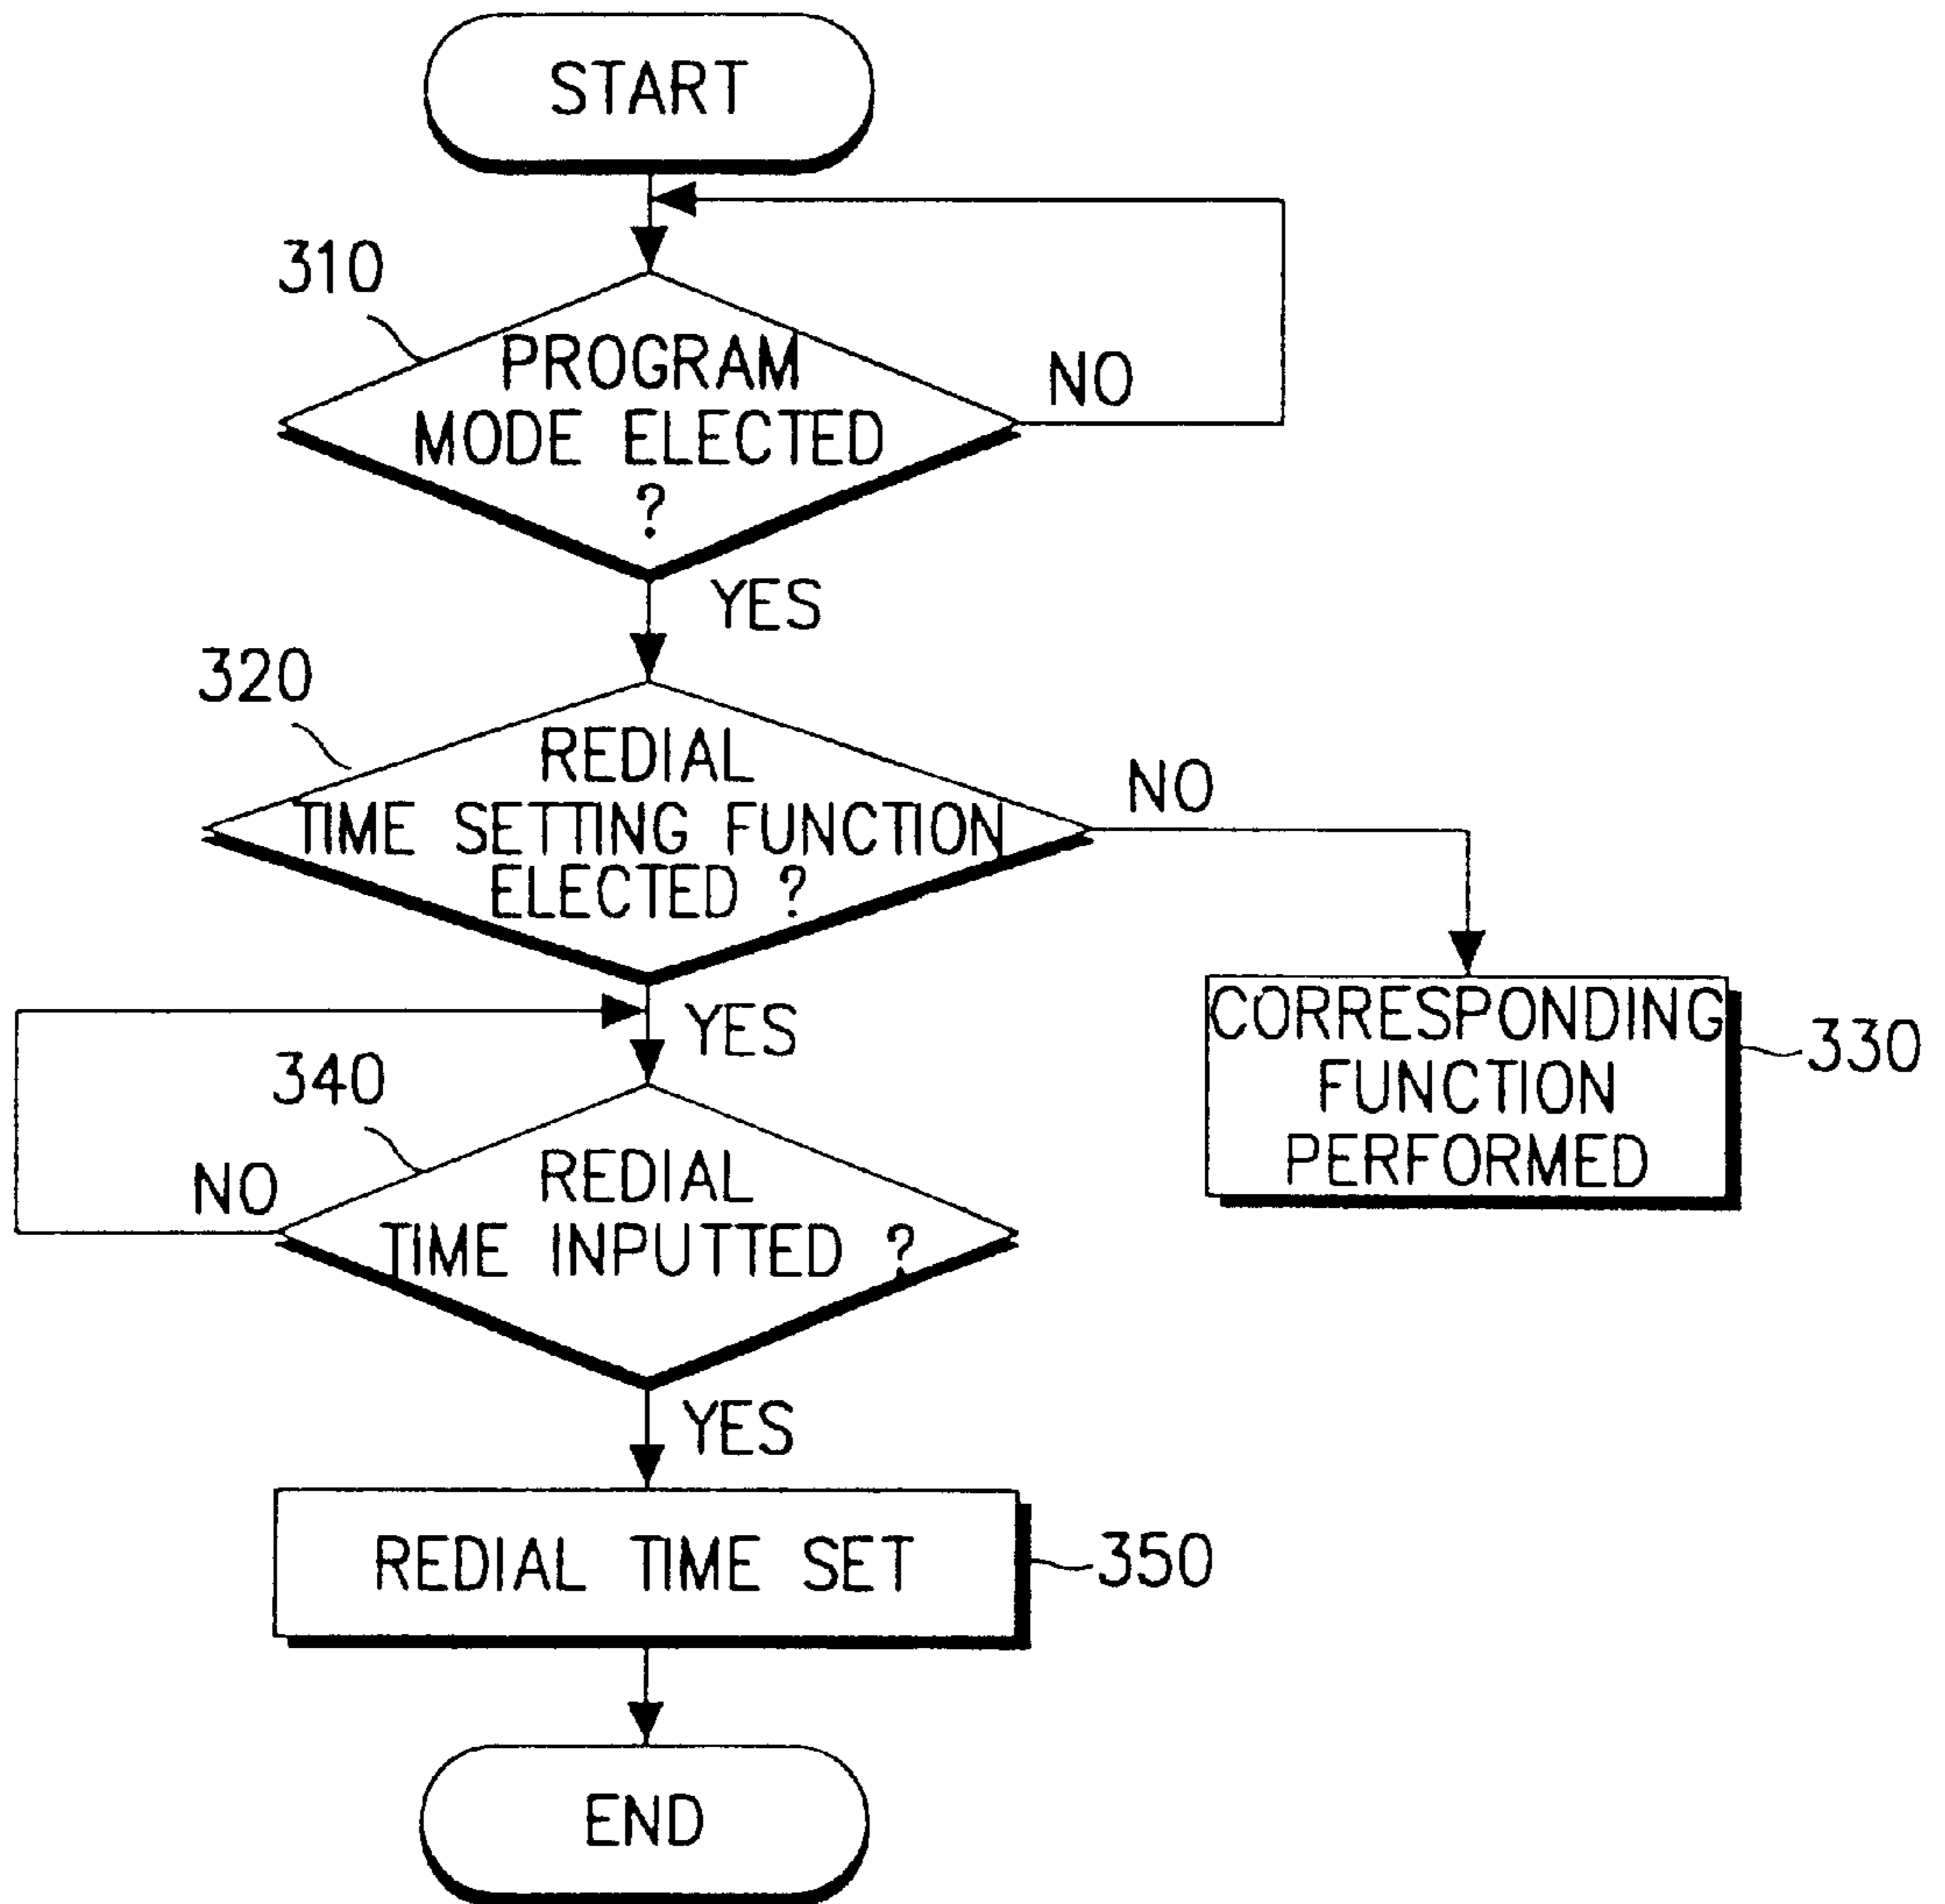 START
310
PROGRAM
MODE ELECTED
?
NO
YES
320
REDIAL
TIME SETTING FUNCTION
ELECTED ?
NO
YES
CORRESPONDING
FUNCTION
PERFORMED
330
340
REDIAL
TIME INPUTTED ?
NO
YES
REDIAL TIME SET
350
END